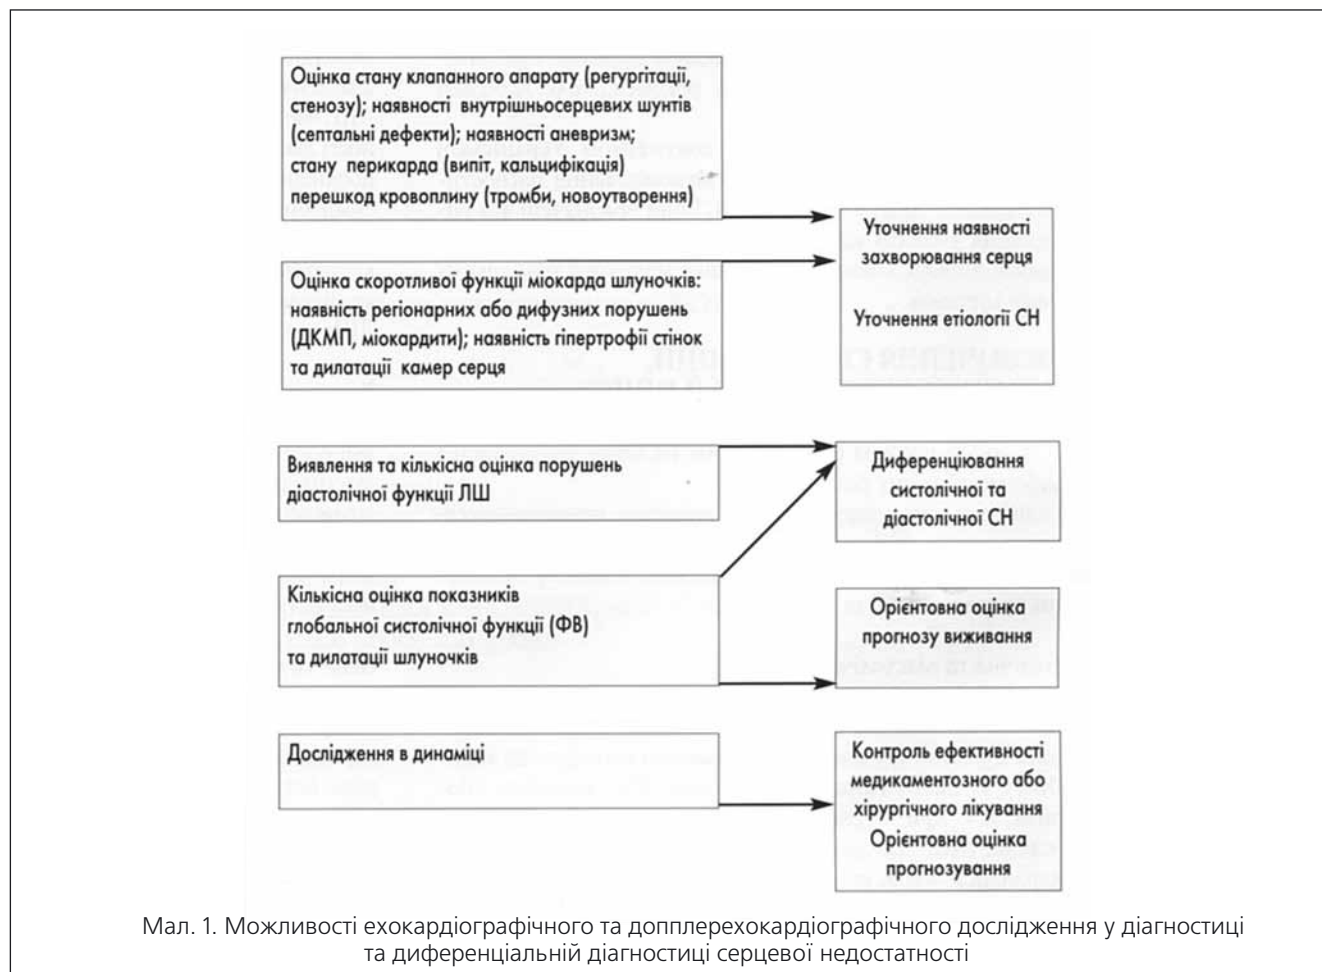 Оцінка стану клапанного апарату (регургітації,
стенозу); наявності внутрішньосерцевих шунтів
(септальні дефекти); наявності аневризм;
стану перикарда (випіт, кальцифікація)
перешкод кровоплину (тромби, новоутворення)
Уточнення наявності
захворювання серця
Уточнення етіології СН
Оцінка скоротливої функції міокарда шлуночків:
наявність регіонарних або дифузних порушень
(ДКМП, міокардити); наявність гіпертрофії стінок
та дилатації камер серця
Виявлення та кількісна оцінка порушень
діастолічної функції ЛШ
Диференціювання
систолічної та
діастолічної СН
Кількісна оцінка показників
глобальної систолічної функції (ФВ)
та дилатації шлуночків
Орієнтовна оцінка
прогнозу виживання
Дослідження в динаміці
Контроль ефективності
медикаментозного або
хірургічного лікування
Орієнтовна оцінка
прогнозування
Мал. 1. Можливості ехокардіографічного та допплерехокардіографічного дослідження у діагностиці
та диференціальній діагностиці серцевої недостатності